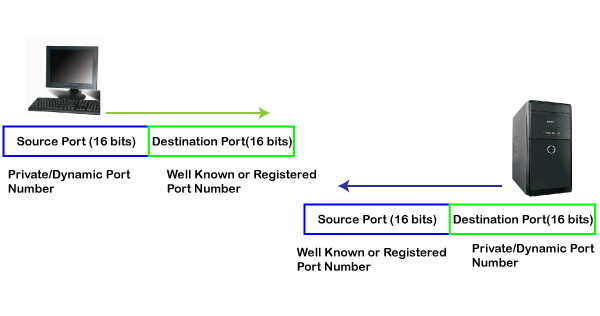 Source Port (16 bits)
Destination Port(16 bits)
Private/Dynamic Port
Number
Well Known or Registered
Port Number
Source Port (16 bits)
Destination Port(16 bits)
Well Known or Registered
Port Number
Private/Dynamic Port
Number